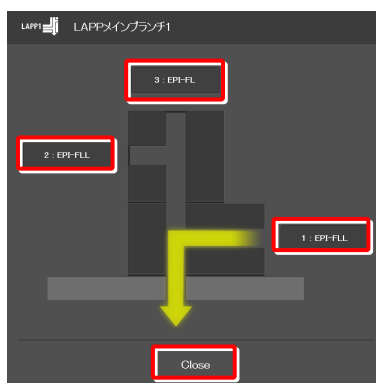 LAPP1 LAPPメインブランチ1
3 : EPI-FL
2 : EPI-FLL
1 : EPI-FLL
Close